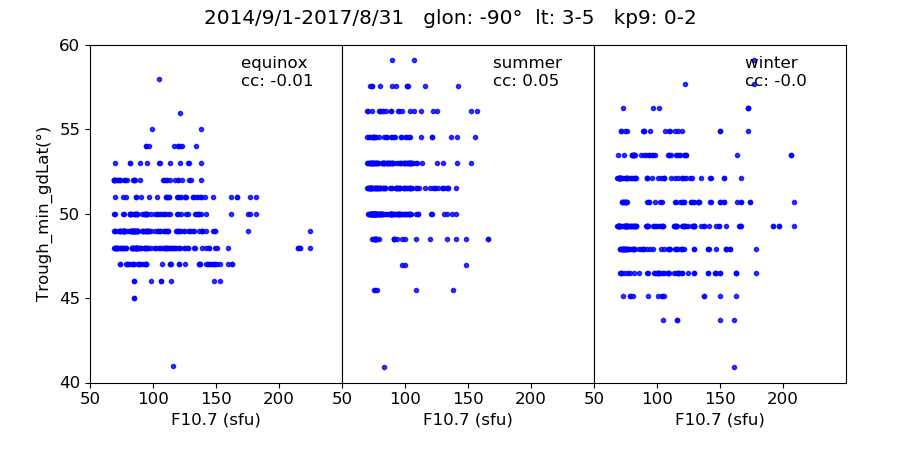 2014/9/1-2017/8/31   glon: -90°  lt: 3-5   kp9: 0-2
equinox
cc: -0.01
summer
cc: 0.05
winter
cc: -0.0
Trough_min_gdLat(°)
60
55
50
45
40
50 100 150 200 50 100 150 200 50 100 150 200
F10.7 (sfu) F10.7 (sfu) F10.7 (sfu)